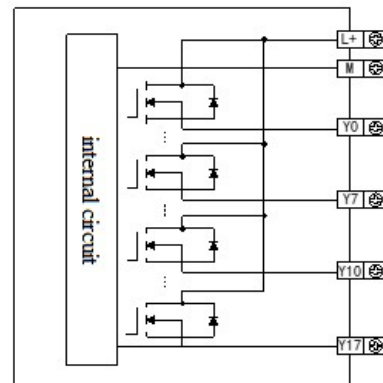 L+
M
Y0
Y7
Y10
Y17
internal circuit